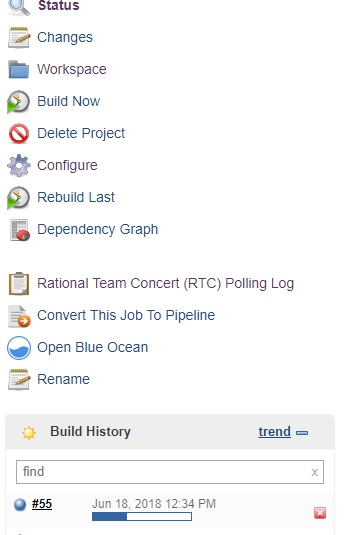 Status
Changes
Workspace
Build Now
Delete Project
Configure
Rebuild Last
Dependency Graph
Rational Team Concert (RTC) Polling Log
Convert This Job To Pipeline
Open Blue Ocean
Rename
Build History trend
find x
#55 Jun 18, 2018 12:34 PM